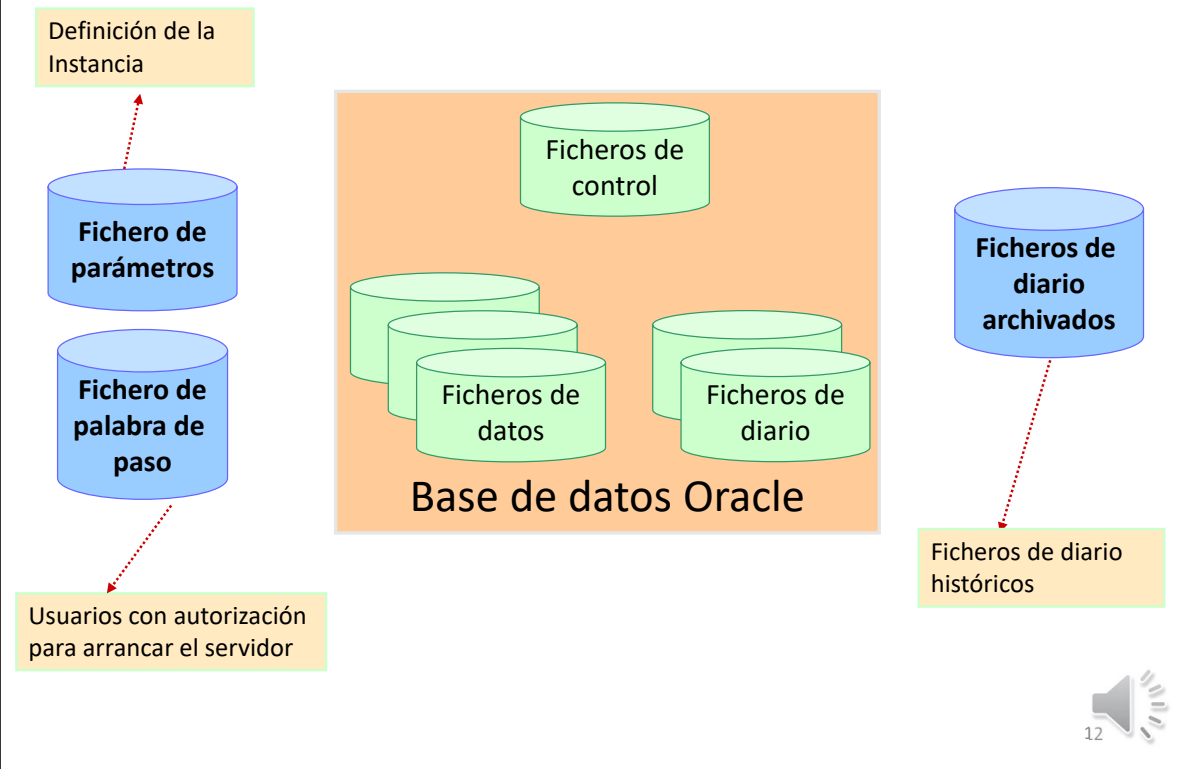 Definición de la
Instancia
Ficheros de
control
Fichero de
parámetros
Ficheros de
diario
archivados
Fichero de
palabra de
paso
Ficheros de
datos
Ficheros de
diario
Base de datos Oracle
Ficheros de diario
históricos
Usuarios con autorización
para arrancar el servidor
12